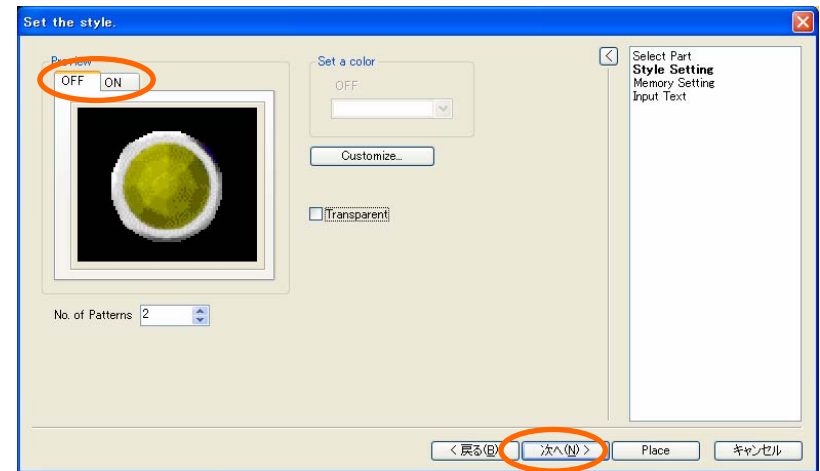 Set the style.
Preview
OFF ON
Set a color
OFF
Customize...
Transparent
No. of Patterns 2
Select Part
Style Setting
Memory Setting
Input Text
< 戻る(B) 次へ(N) > Place キャンセル